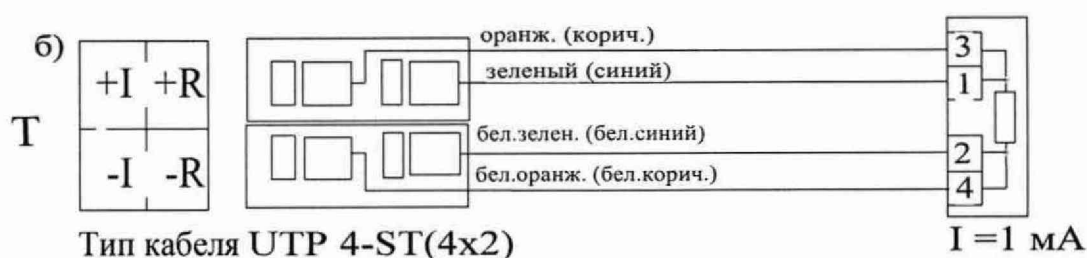 б)
оранж. (корич.)
3
+I +R
зеленый (синий)
1
T
бел.зелен. (бел.синий)
2
-I -R
бел.оранж. (бел.корич.)
4
Тип кабеля UTP 4-ST(4x2)
I =1 мА